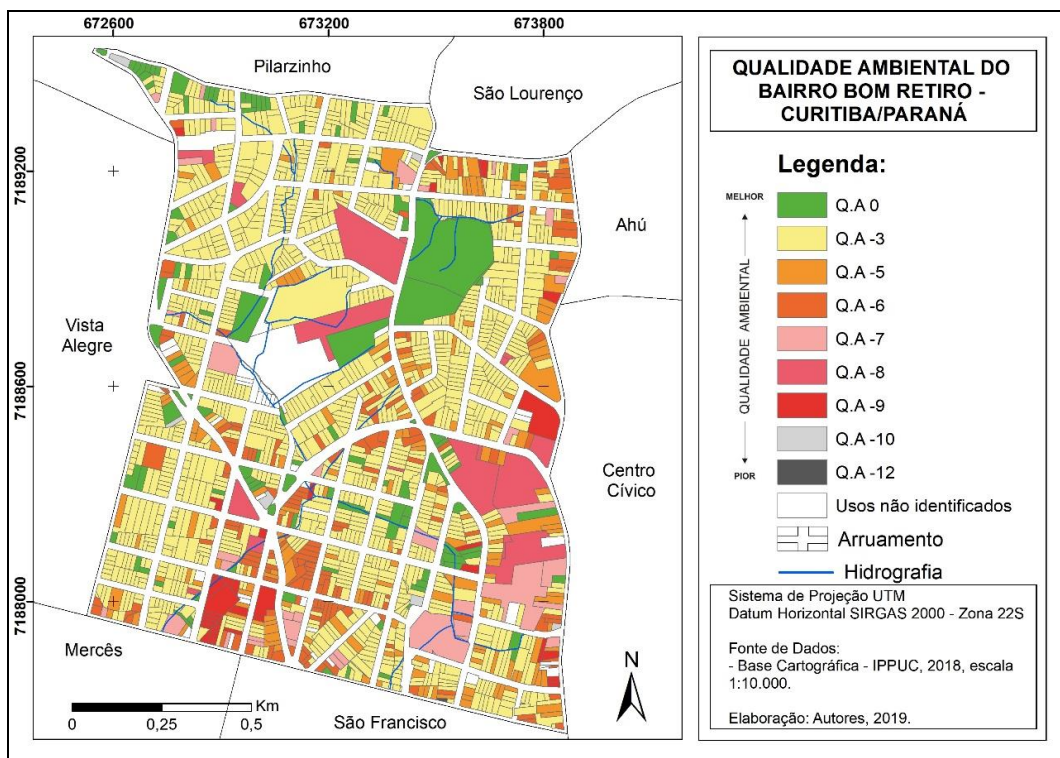 672600
673200
673800
7189200
7188600
7188000
Pilarzinho
São Lourenço
Ahú
Vista
Alegre
Centro
Cívico
Mercês
São Francisco
N
0
0,25
0,5
Km
QUALIDADE AMBIENTAL DO
BAIRRO BOM RETIRO -
CURITIBA/PARANÁ
Legenda:
MELHOR
QUALIDADE AMBIENTAL
PIOR
Q.A 0
Q.A -3
Q.A -5
Q.A -6
Q.A -7
Q.A -8
Q.A -9
Q.A -10
Q.A -12
Usos não identificados
Arruamento
Hidrografia
Sistema de Projeção UTM
Datum Horizontal SIRGAS 2000 - Zona 22S
Fonte de Dados:
- Base Cartográfica - IPPUC, 2018, escala
1:10.000.
Elaboração: Autores, 2019.